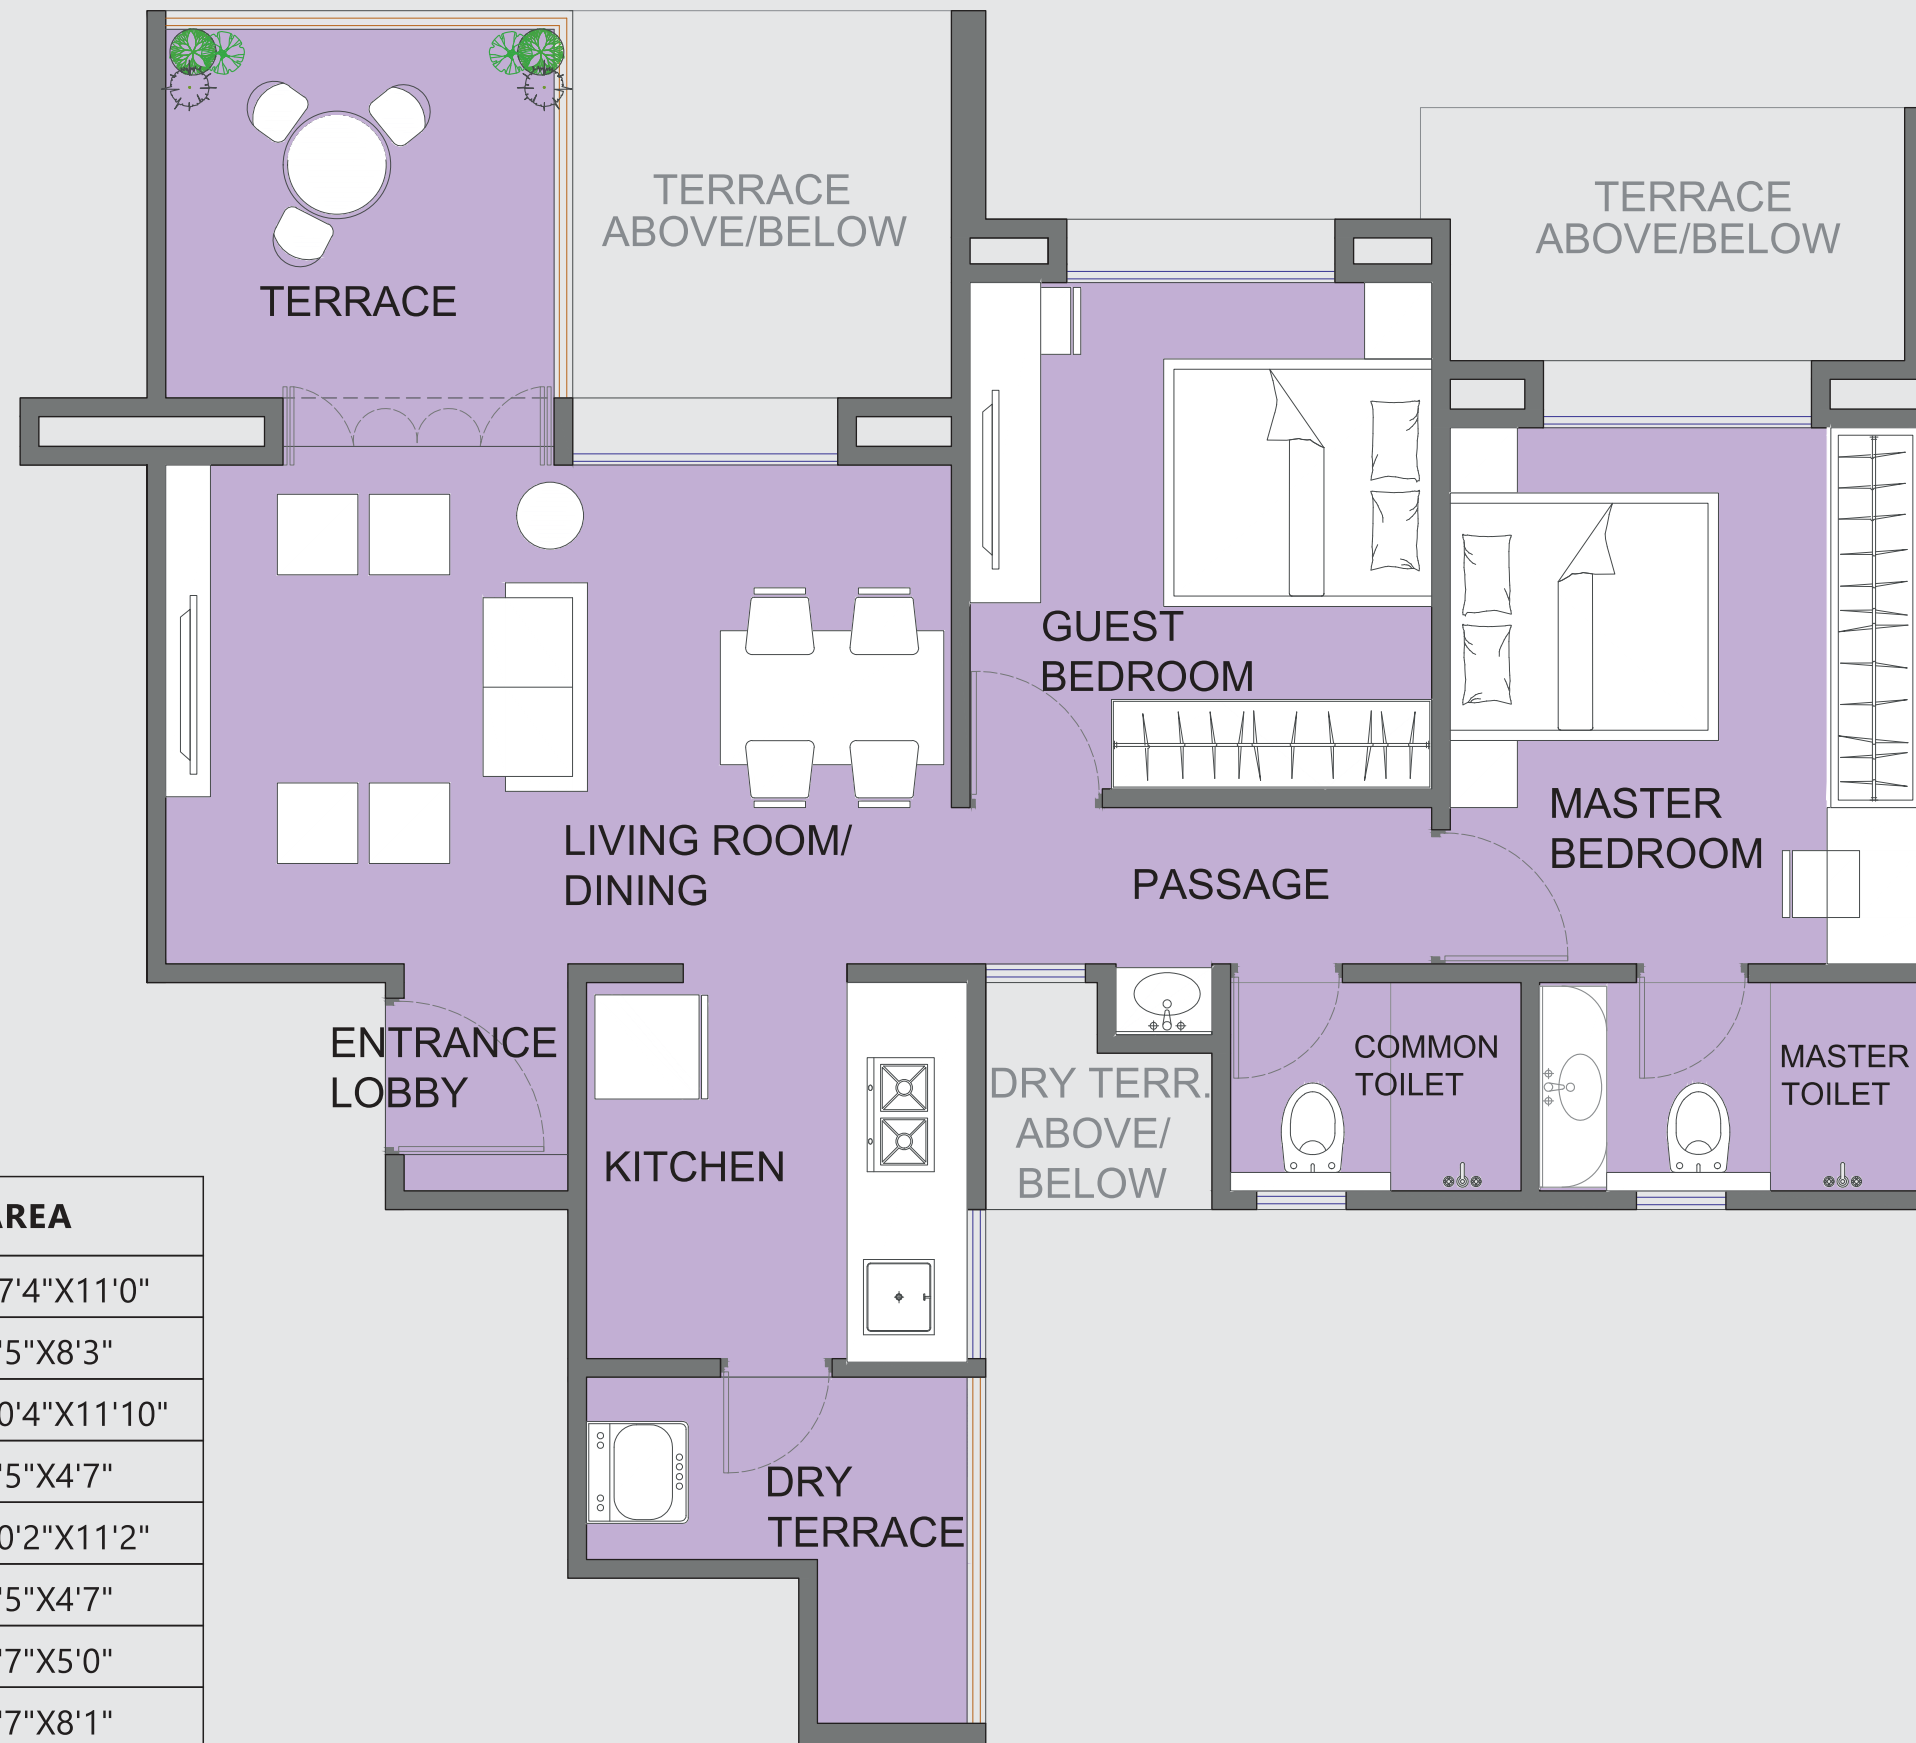 TERRACE
ABOVE/BELOW
TERRACE
ABOVE/BELOW
TERRACE
GUEST
BEDROOM
MASTER
BEDROOM
LIVING ROOM/
DINING
PASSAGE
ENTRANCE
LOBBY
COMMON
TOILET
MASTER
TOILET
DRY TERR.
ABOVE/
BELOW
KITCHEN
DRY
TERRACE
7'4"X11'0"
'5"X8'3"
0'4"X11'10"
'5"X4'7"
0'2"X11'2"
'5"X4'7"
'7"X5'0"
'7"X8'1"